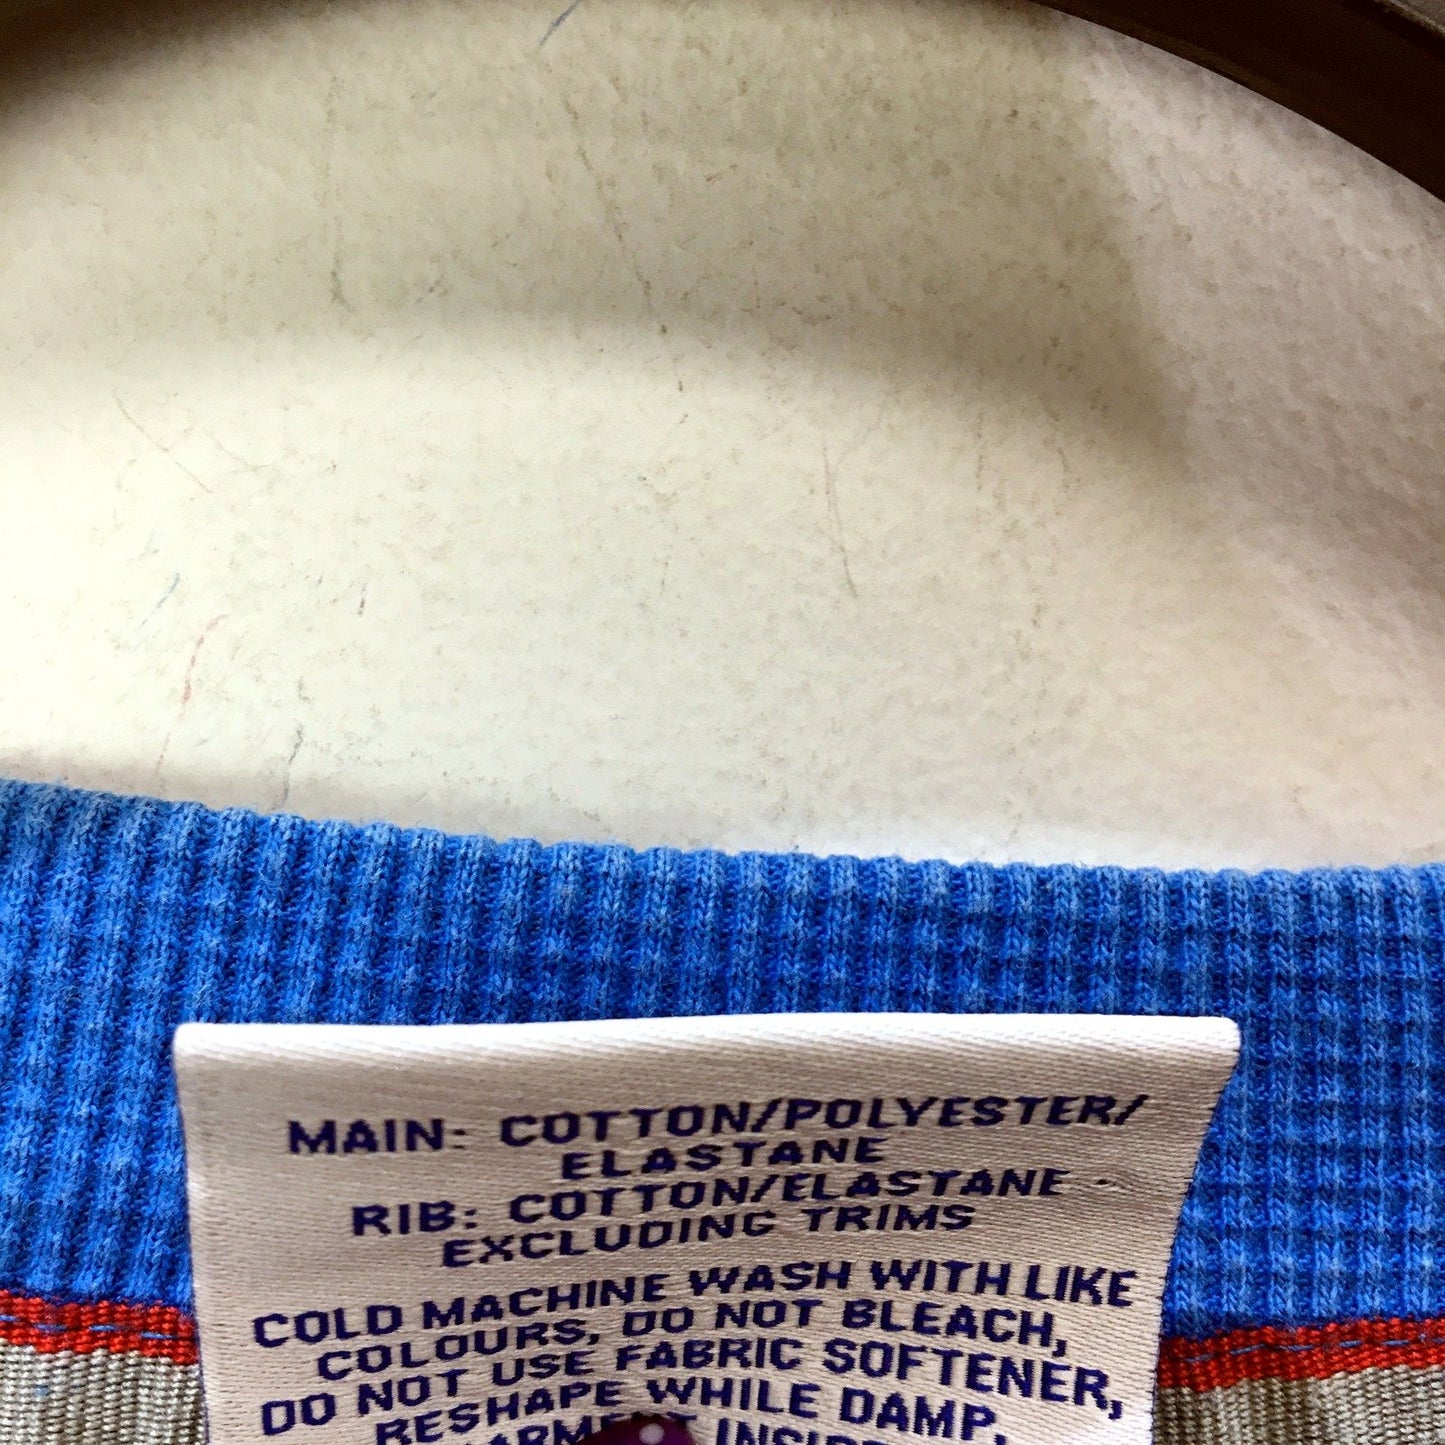 MAIN: COTTON/POLYESTER/
ELASTANE
RIB: COTTON/ELASTANE
EXCLUDING TRIMS
COLD MACHINE WASH WITH LIKE
COLOURS, DO NOT BLEACH,
DO NOT USE FABRIC SOFTENER,
RESHAPE WHILE DAMP,